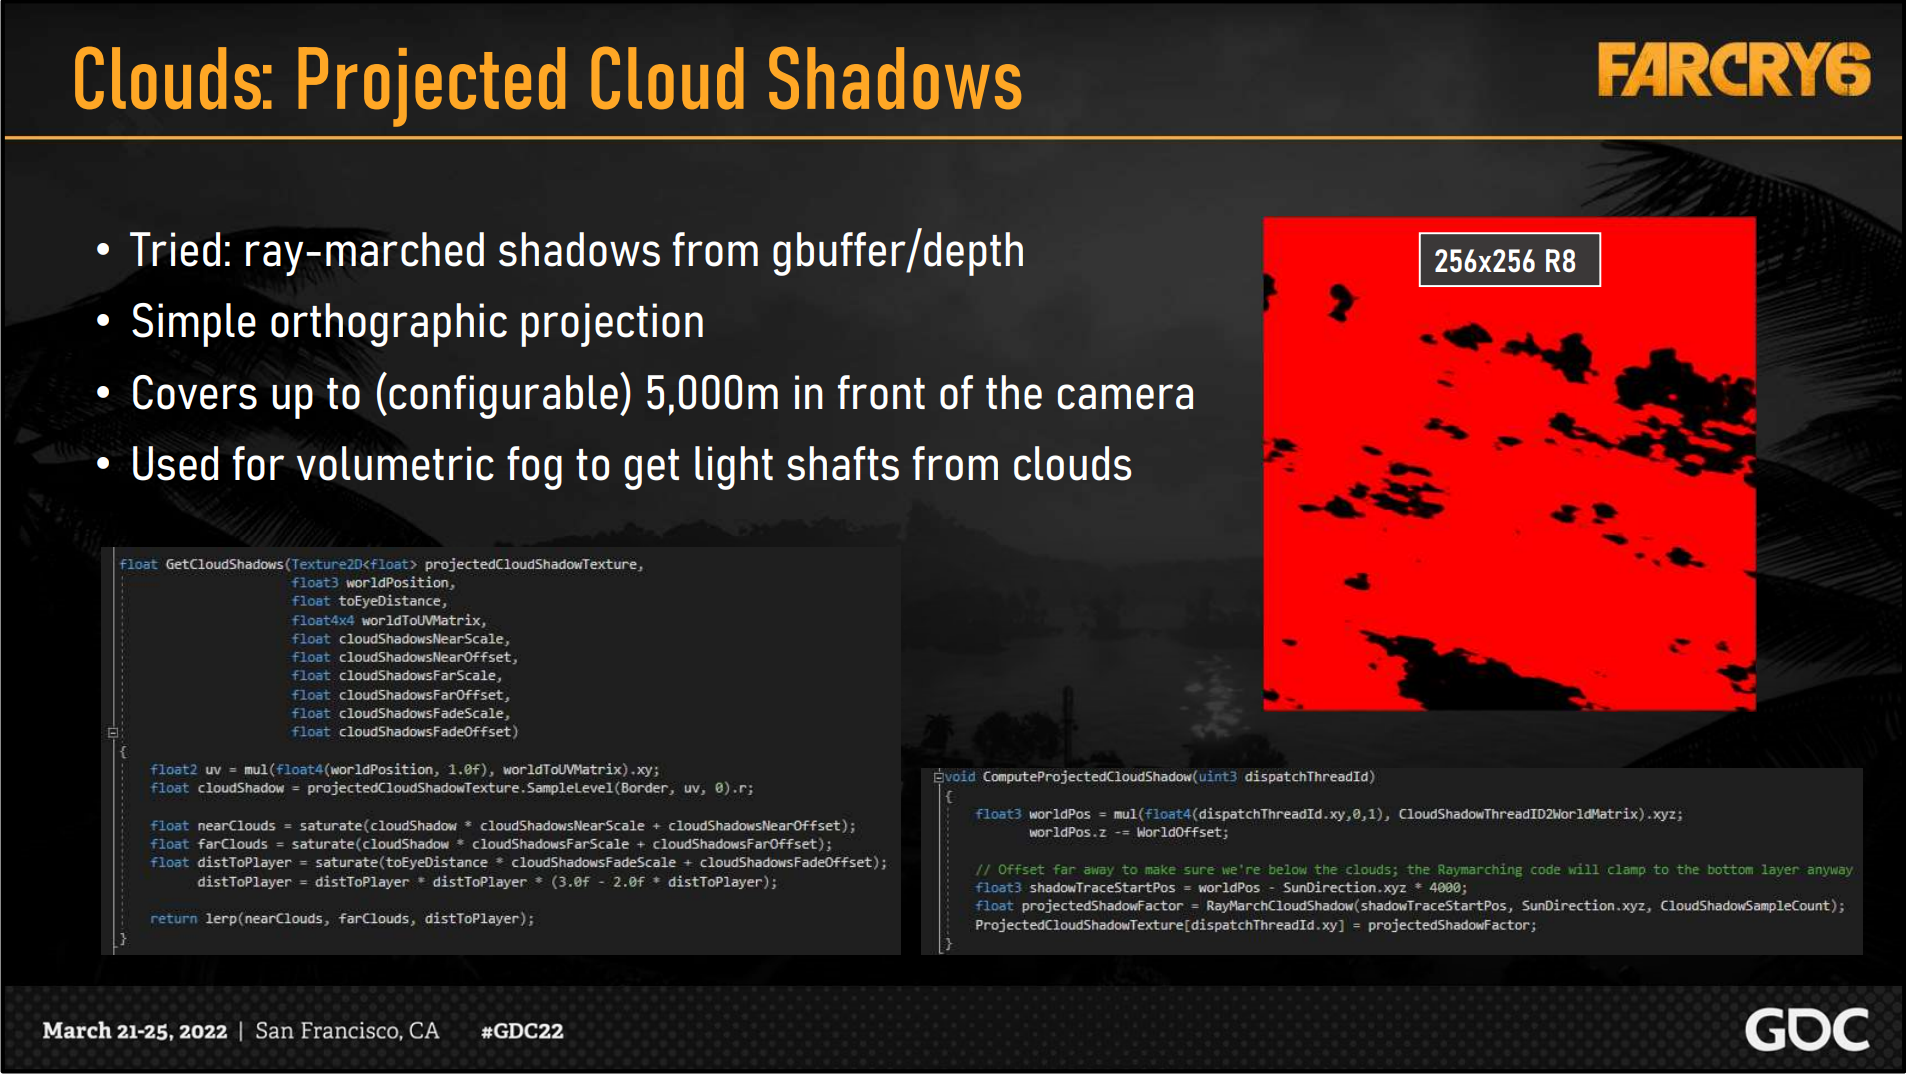 Clouds: Projected Cloud Shadows
FARCRY6
• Tried: ray-marched shadows from gbuffer/depth
• Simple orthographic projection
• Covers up to (configurable) 5,000m in front of the camera
• Used for volumetric fog to get light shafts from clouds
256x256 R8
float GetCloudShadows(Texture2D<float> projectedCloudShadowTexture,
float3 worldPosition,
float toEyeDistance,
float4x4 worldToUVMatrix,
float cloudShadowsNearScale,
float cloudShadowsNearOffset,
float cloudShadowsFarScale,
float cloudShadowsFarOffset,
float cloudShadowsFadeScale,
float cloudShadowsFadeOffset)
{
float2 uv = mul(float4(worldPosition, 1.0f), worldToUVMatrix).xy;
float cloudShadow = projectedCloudShadowTexture.SampleLevel(Border, uv, 0).r;
float nearClouds = saturate(cloudShadow * cloudShadowsNearScale + cloudShadowsNearOffset);
float farClouds = saturate(cloudShadow * cloudShadowsFarScale + cloudShadowsFarOffset);
float distToPlayer = saturate(toEyeDistance * cloudShadowsFadeScale + cloudShadowsFadeOffset);
distToPlayer = distToPlayer * distToPlayer * (3.0f - 2.0f * distToPlayer);
return lerp(nearClouds, farClouds, distToPlayer);
}
void ComputeProjectedCloudShadow(uint3 dispatchThreadId)
{
float3 worldPos = mul(float4(dispatchThreadId.xy,0,1), CloudShadowThreadID2WorldMatrix).xyz;
worldPos.z -= WorldOffset;
// Offset far away to make sure we're below the clouds; the Raymarching code will clamp to the bottom layer anyway
float3 shadowTraceStartPos = worldPos - SunDirection.xyz * 4000;
float projectedShadowFactor = RayMarchCloudShadow(shadowTraceStartPos, SunDirection.xyz, CloudShadowSampleCount);
ProjectedCloudShadowTexture[dispatchThreadId.xy] = projectedShadowFactor;
}
March 21-25, 2022 | San Francisco, CA #GDC22
GDC